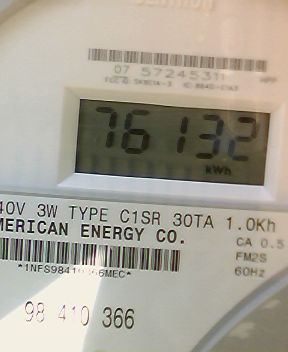 07 57245311
76132
kWh
40V 3W TYPE C1SR 30TA 1.0Kh
MERICAN ENERGY CO.
CA 0.5
FM2S
60Hz
98 410 366